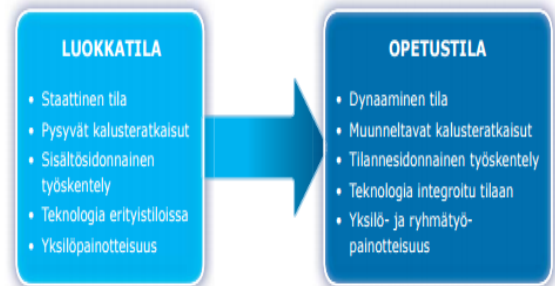 LUOKKATILA
• Staattinen tila
• Pysyvät kalusteratkaisut
• Sisältösidonnainen
työskentely
• Teknologia erityistiloissa
• Yksilöpainotteisuus
OPETUSTILA
• Dynaaminen tila
• Muunneltavat kalusteratkaisut
• Tilannesidonnainen työskentely
• Teknologia integroitu tilaan
• Yksilö- ja ryhmätyö-
painotteisuus